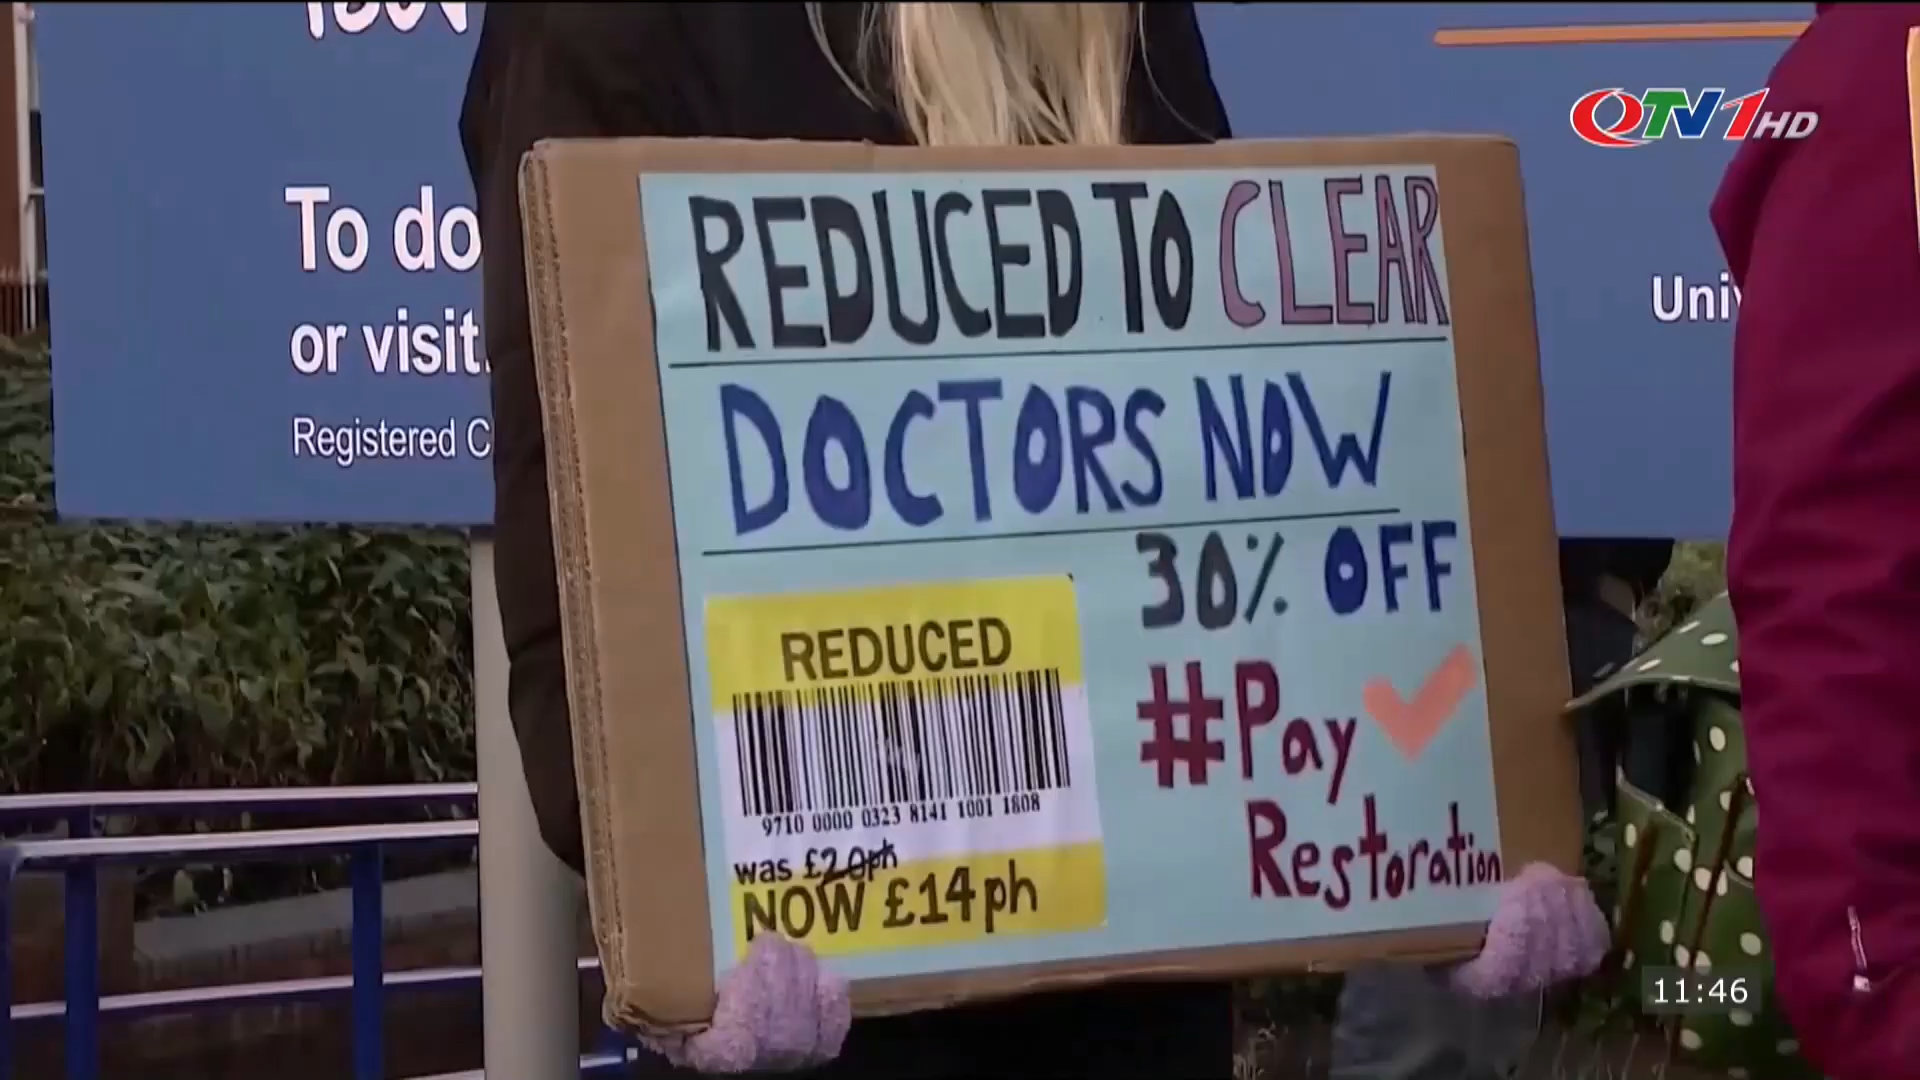 To do
or visit.
Registered C
Uni
QTV1HD
REDUCED TO CLEAR
DOCTORS NOW
30% OFF
#Pay
Restoration
REDUCED
9710 0000 0323 8141 1001 1808
was £20ph
NOW £14ph
11:46